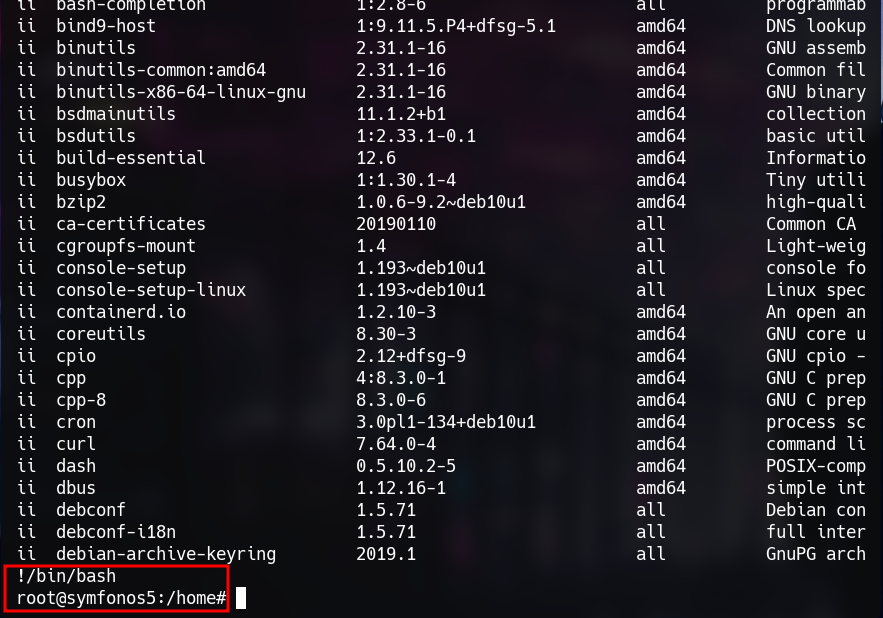 ii  bash-completion               1:2.8-6                     all          programmab
ii  bind9-host                    1:9.11.5.P4+dfsg-5.1        amd64        DNS lookup
ii  binutils                      2.31.1-16                   amd64        GNU assemb
ii  binutils-common:amd64         2.31.1-16                   amd64        Common fil
ii  binutils-x86-64-linux-gnu     2.31.1-16                   amd64        GNU binary
ii  bsdmainutils                  11.1.2+b1                   amd64        collection
ii  bsdutils                      1:2.33.1-0.1                amd64        basic util
ii  build-essential               12.6                        amd64        Informatio
ii  busybox                       1:1.30.1-4                  amd64        Tiny utili
ii  bzip2                         1.0.6-9.2~deb10u1           amd64        high-quali
ii  ca-certificates               20190110                    all          Common CA
ii  cgroupfs-mount                1.4                         all          Light-weig
ii  console-setup                 1.193~deb10u1               all          console fo
ii  console-setup-linux           1.193~deb10u1               all          Linux spec
ii  containerd.io                 1.2.10-3                    amd64        An open an
ii  coreutils                     8.30-3                      amd64        GNU core u
ii  cpio                          2.12+dfsg-9                 amd64        GNU cpio -
ii  cpp                           4:8.3.0-1                   amd64        GNU C prep
ii  cpp-8                         8.3.0-6                     amd64        GNU C prep
ii  cron                          3.0pl1-134+deb10u1          amd64        process sc
ii  curl                          7.64.0-4                    amd64        command li
ii  dash                          0.5.10.2-5                  amd64        POSIX-comp
ii  dbus                          1.12.16-1                   amd64        simple int
ii  debconf                       1.5.71                      all          Debian con
ii  debconf-i18n                  1.5.71                      all          full inter
ii  debian-archive-keyring        2019.1                      all          GnuPG arch
!/bin/bash
root@symfonos5:/home#